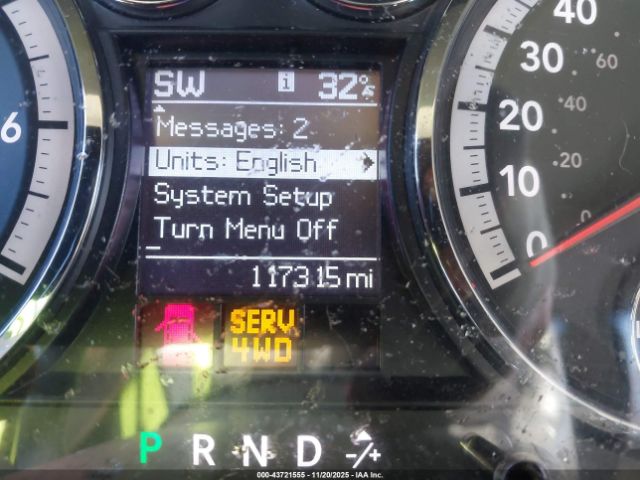 SW i 32°F
Messages: 2
Units: English
System Setup
Turn Menu Off
117315 mi
SERV
4WD
P R N D -/+
6
40
30
20
10
0
60
40
20
0
000-43721555 - 11/20/2025 - IAA Inc.